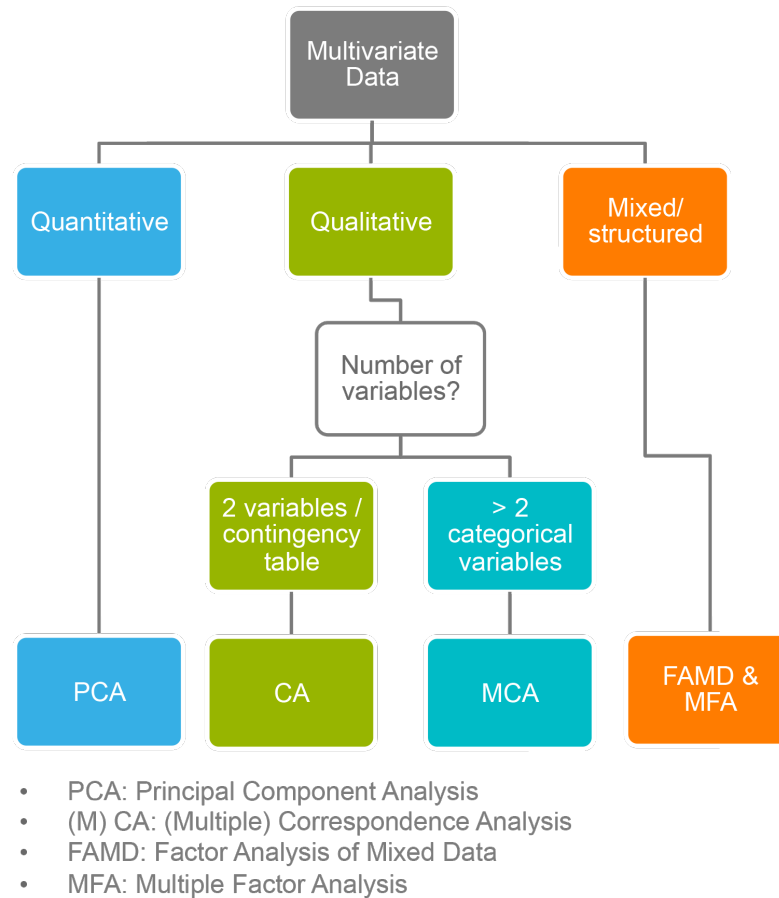 Multivariate
Data
Quantitative
Qualitative
Mixed/
structured
Number of
variables?
2 variables /
contingency
table
> 2
categorical
variables
PCA
CA
MCA
FAMD &
MFA
• PCA: Principal Component Analysis
• (M) CA: (Multiple) Correspondence Analysis
• FAMD: Factor Analysis of Mixed Data
• MFA: Multiple Factor Analysis